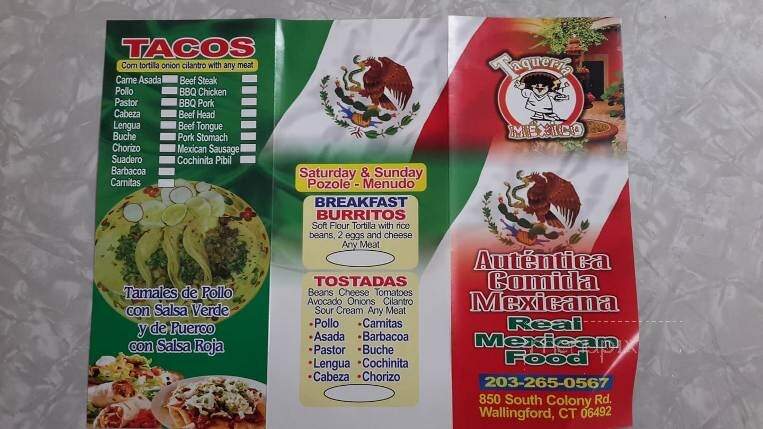 TACOS
Corn tortilla onion cilantro with any meat
Carne Asada Beef Steak
Pollo BBQ Chicken
Pastor BBQ Pork
Cabeza Beef Head
Lengua Beef Tongue
Buche Pork Stomach
Chorizo Mexican Sausage
Suadero Cochinita Pibil
Barbacoa
Carnitas
Tamales de Pollo
con Salsa Verde
y de Puerco
con Salsa Roja
Saturday & Sunday
Pozole - Menudo
BREAKFAST
BURRITOS
Soft Flour Tortilla with rice
beans, 2 eggs and cheese
Any Meat
TOSTADAS
Beans Cheese Tomatoes
Avocado Onions Cilantro
Sour Cream Any Meat
•Pollo •Carnitas
•Asada •Barbacoa
•Pastor •Buche
•Lengua •Cochinita
•Cabeza •Chorizo
Taqueria
MÉXICO
Auténtica
Comida
Mexicana
Real
Mexican
Food
203-265-0567
850 South Colony Rd.
Wallingford, CT 06492